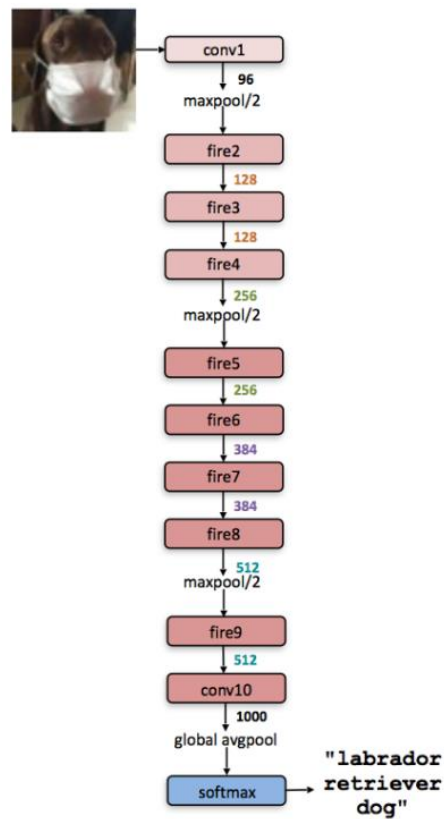 conv1
96
maxpool/2
fire2
128
fire3
128
fire4
256
maxpool/2
fire5
256
fire6
384
fire7
384
fire8
512
maxpool/2
fire9
512
conv10
1000
global avgpool
softmax
"labrador
retriever
dog"